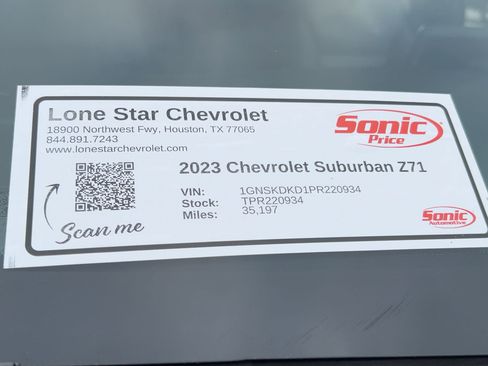 Lone Star Chevrolet
18900 Northwest Fwy, Houston, TX 77065
844.891.7243
www.lonestarchevrolet.com
Sonic
Price
2023 Chevrolet Suburban Z71
VIN: 1GNSKDKD1PR220934
Stock: TPR220934
Miles: 35,197
Scan me
Sonic
Automotive